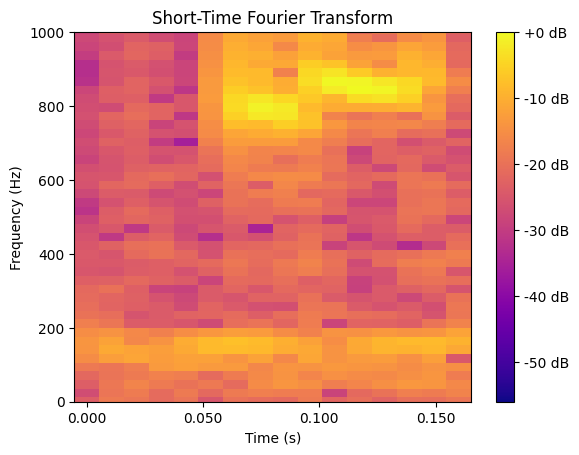 Short-Time Fourier Transform
1000
800
600
400
200
0
Frequency (Hz)
0.000
0.050
0.100
0.150
Time (s)
+0 dB
-10 dB
-20 dB
-30 dB
-40 dB
-50 dB